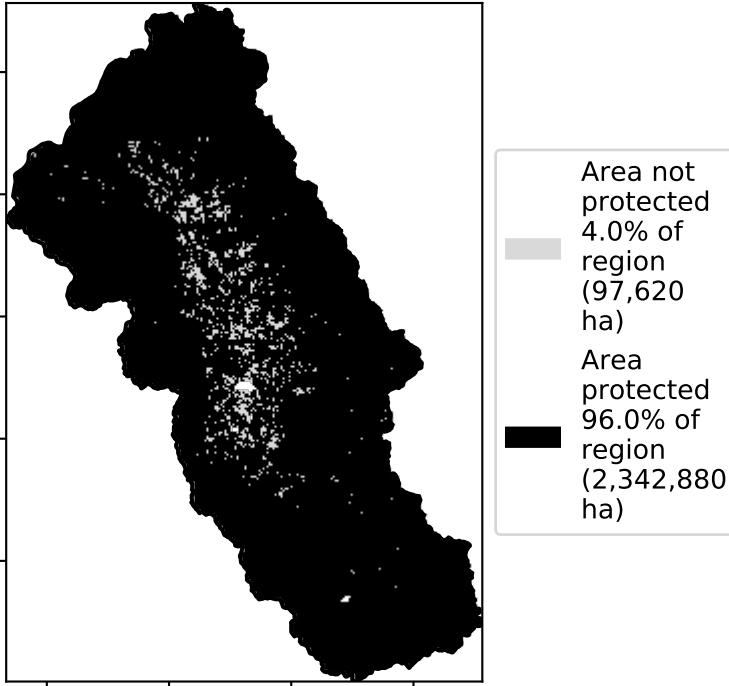 Area not
protected
4.0% of
region
(97,620
ha)
Area
protected
96.0% of
region
(2,342,880
ha)